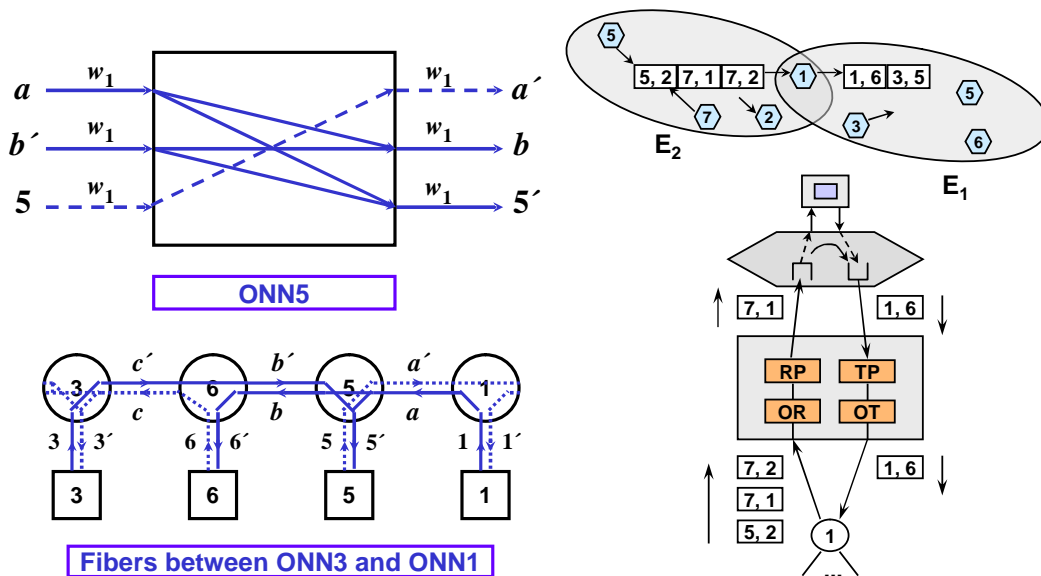 a w1 w1 a´
b´ w1 w1 b
5 w1 w1 5´
ONN5
c´ b´ a´
3 6 5 1
c b a
3 3´ 6 6´ 5 5´ 1 1´
3 6 5 1
Fibers between ONN3 and ONN1
5
5, 2 7, 1 7, 2 1 1, 6 3, 5
5
7 2 3
6
E2
E1
7, 1 1, 6
RP TP
OR OT
7, 2 1, 6
7, 1
5, 2 1
...